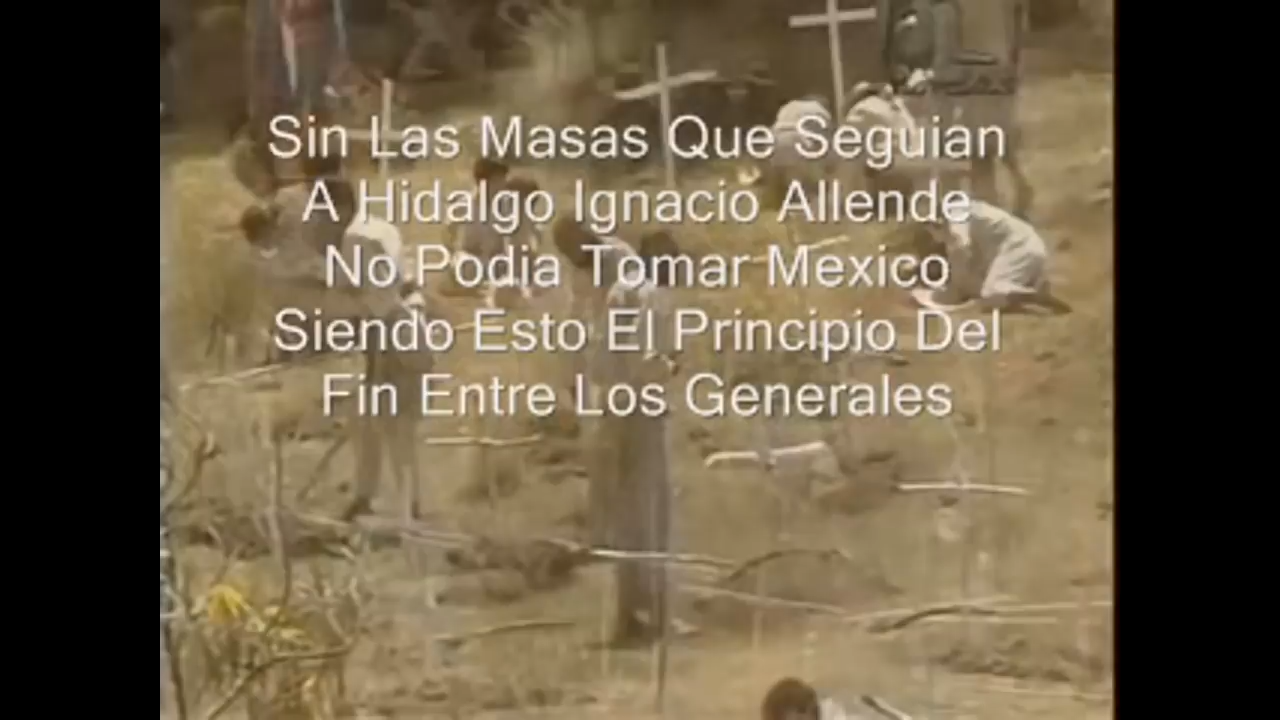 Sin Las Masas Que Seguian
A Hidalgo Ignacio Allende
No Podia Tomar Mexico
Siendo Esto El Principio Del
Fin Entre Los Generales